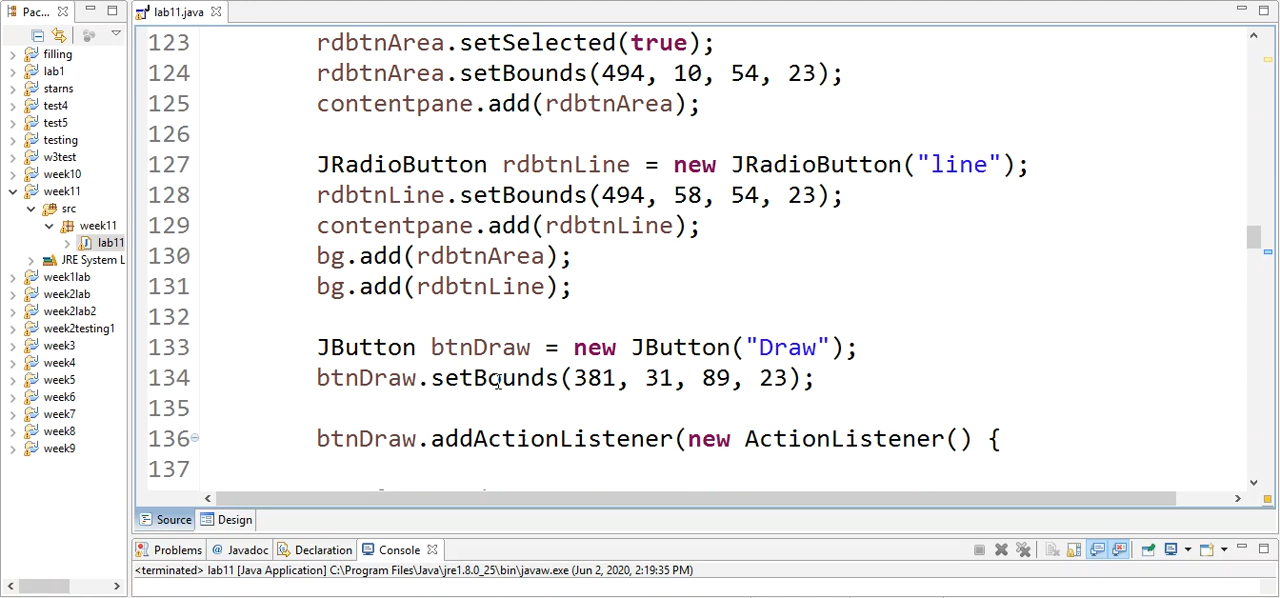 Pac...
lab11.java
filling
lab1
starns
test4
test5
testing
w3test
week10
week11
src
week11
lab11
JRE System L
week1lab
week2lab
week2lab2
week2testing1
week3
week4
week5
week6
week7
week8
week9
123 rdbtnArea.setSelected(true);
124 rdbtnArea.setBounds(494, 10, 54, 23);
125 contentpane.add(rdbtnArea);
126
127 JRadioButton rdbtnLine = new JRadioButton("line");
128 rdbtnLine.setBounds(494, 58, 54, 23);
129 contentpane.add(rdbtnLine);
130 bg.add(rdbtnArea);
131 bg.add(rdbtnLine);
132
133 JButton btnDraw = new JButton("Draw");
134 btnDraw.setBounds(381, 31, 89, 23);
135
136 btnDraw.addActionListener(new ActionListener() {
137
Source Design
Problems @ Javadoc Declaration Console
<terminated> lab11 [Java Application] C:\Program Files\Java\jre1.8.0_25\bin\javaw.exe (Jun 2, 2020, 2:19:35 PM)